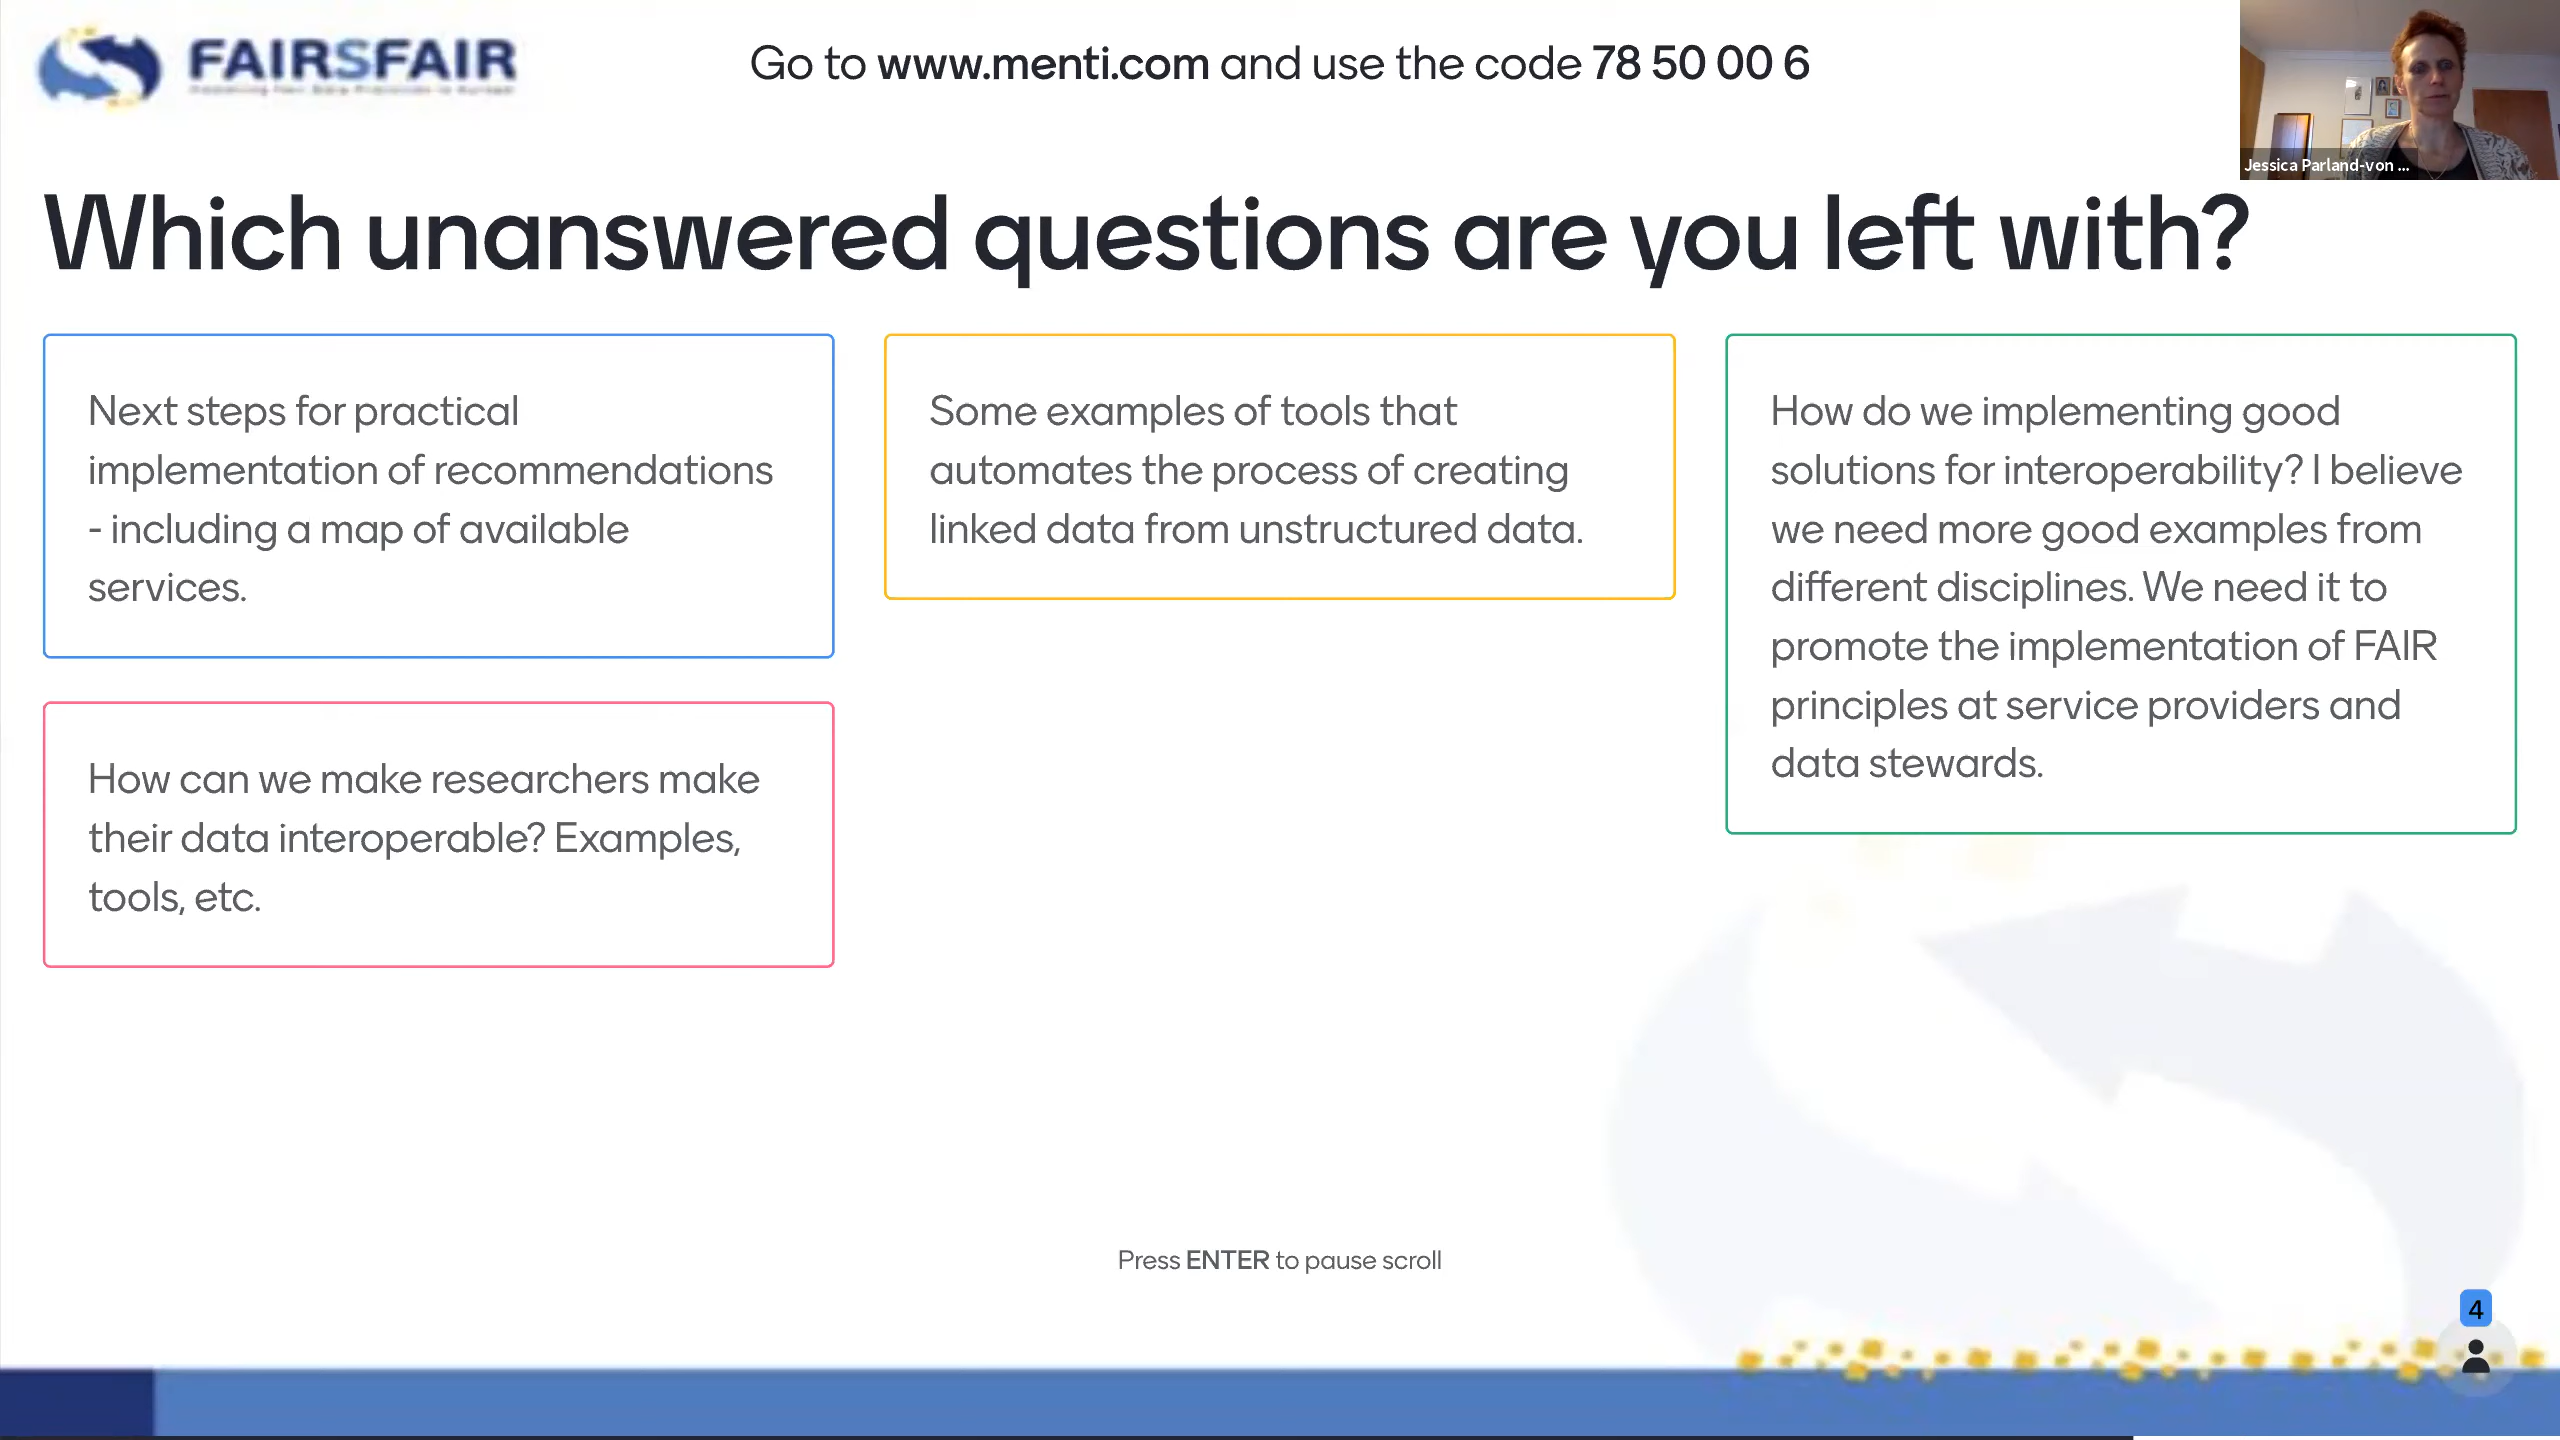 FAIRSFAIR
Go to www.menti.com and use the code 78 50 00 6
Jessica Parland-von ...
Which unanswered questions are you left with?
Next steps for practical
implementation of recommendations
- including a map of available
services.
How can we make researchers make
their data interoperable? Examples,
tools, etc.
Some examples of tools that
automates the process of creating
linked data from unstructured data.
How do we implementing good
solutions for interoperability? I believe
we need more good examples from
different disciplines. We need it to
promote the implementation of FAIR
principles at service providers and
data stewards.
Press ENTER to pause scroll
4